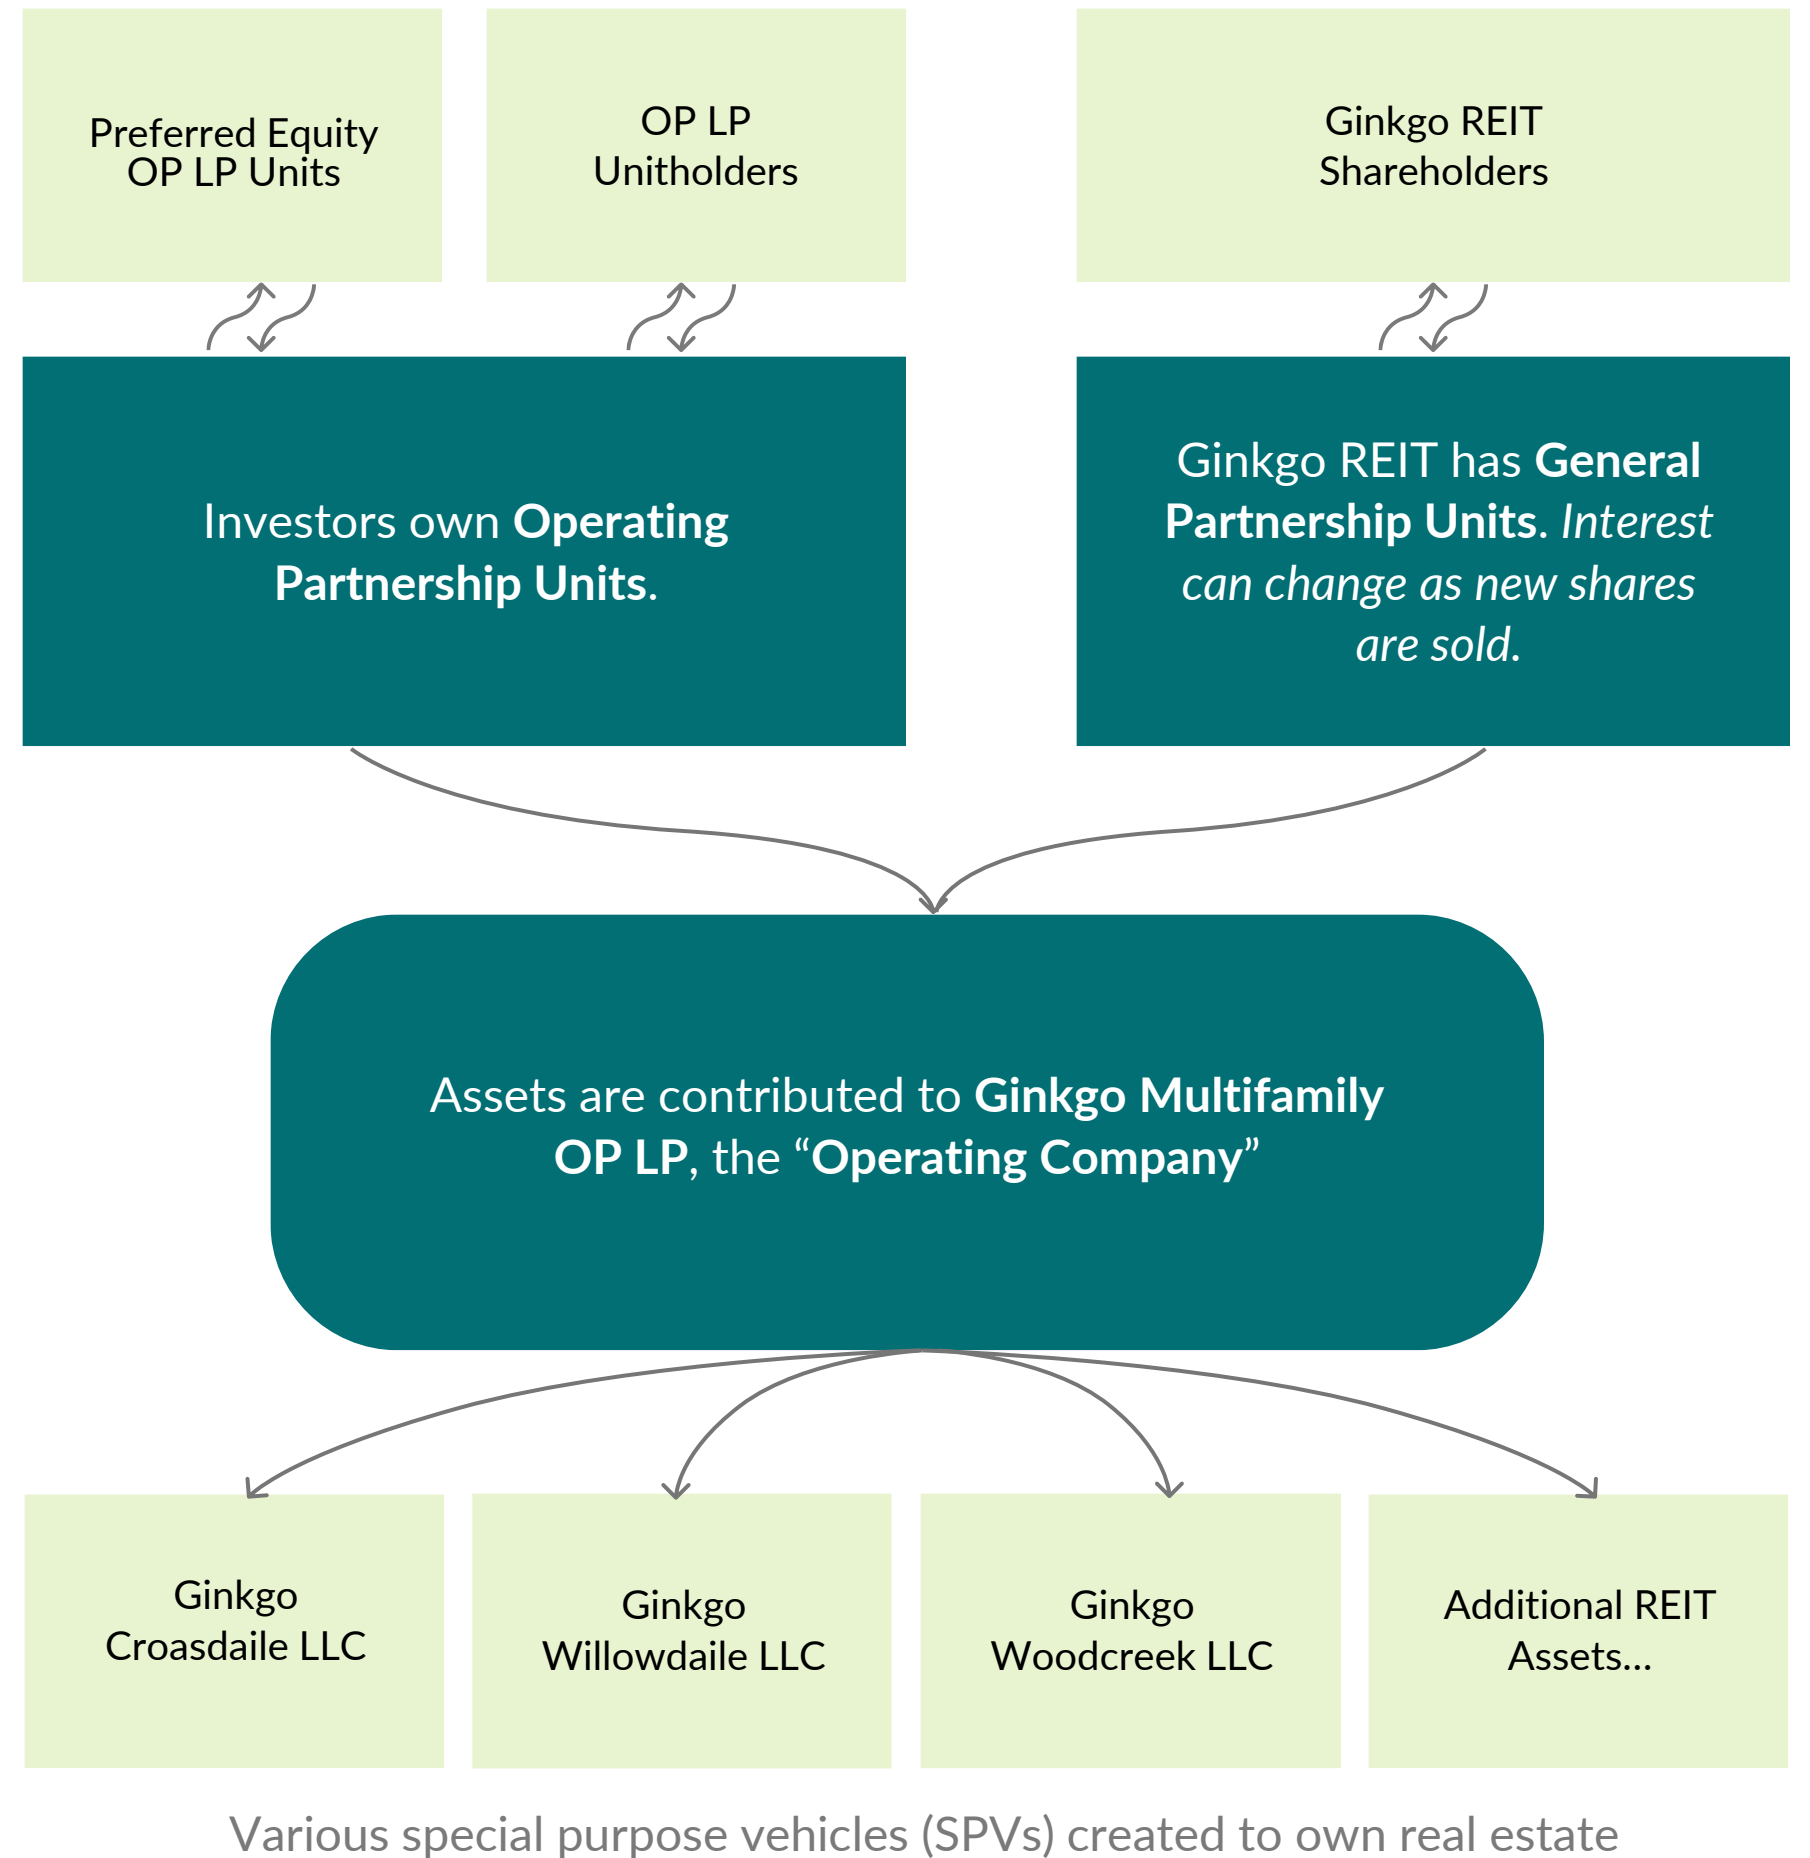 Preferred Equity
OP LP Units
OP LP
Unitholders
Ginkgo REIT
Shareholders
Investors own Operating
Partnership Units.
Ginkgo REIT has General
Partnership Units. Interest
can change as new shares
are sold.
Assets are contributed to Ginkgo Multifamily
OP LP, the “Operating Company”
Ginkgo
Croasdaile LLC
Ginkgo
Willowdaile LLC
Ginkgo
Woodcreek LLC
Additional REIT
Assets...
Various special purpose vehicles (SPVs) created to own real estate